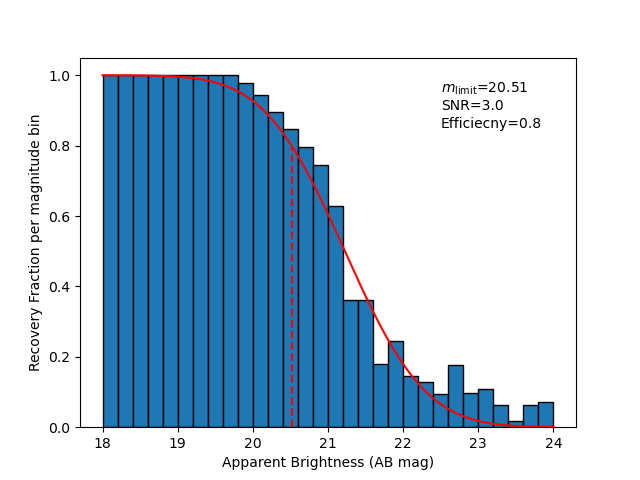 m_limit=20.51
SNR=3.0
Efficiecny=0.8
1.0
0.8
0.6
0.4
0.2
0.0
Recovery Fraction per magnitude bin
18 19 20 21 22 23 24
Apparent Brightness (AB mag)